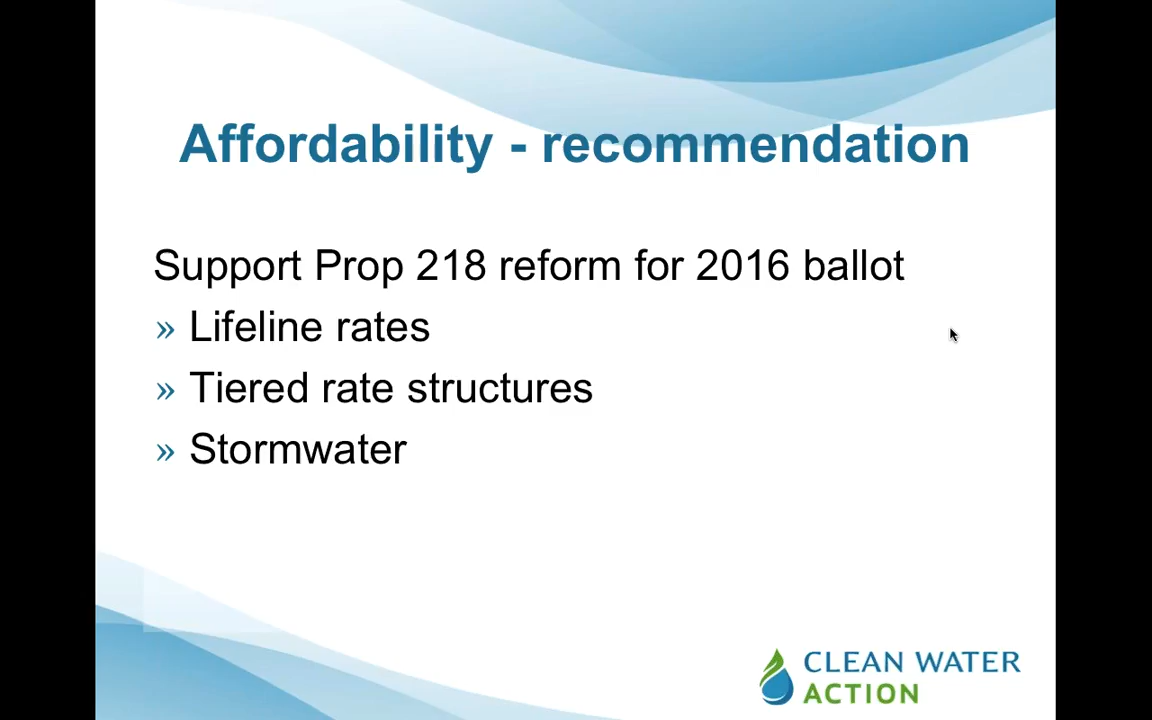 Affordability - recommendation
Support Prop 218 reform for 2016 ballot
» Lifeline rates
» Tiered rate structures
» Stormwater
CLEAN WATER
ACTION